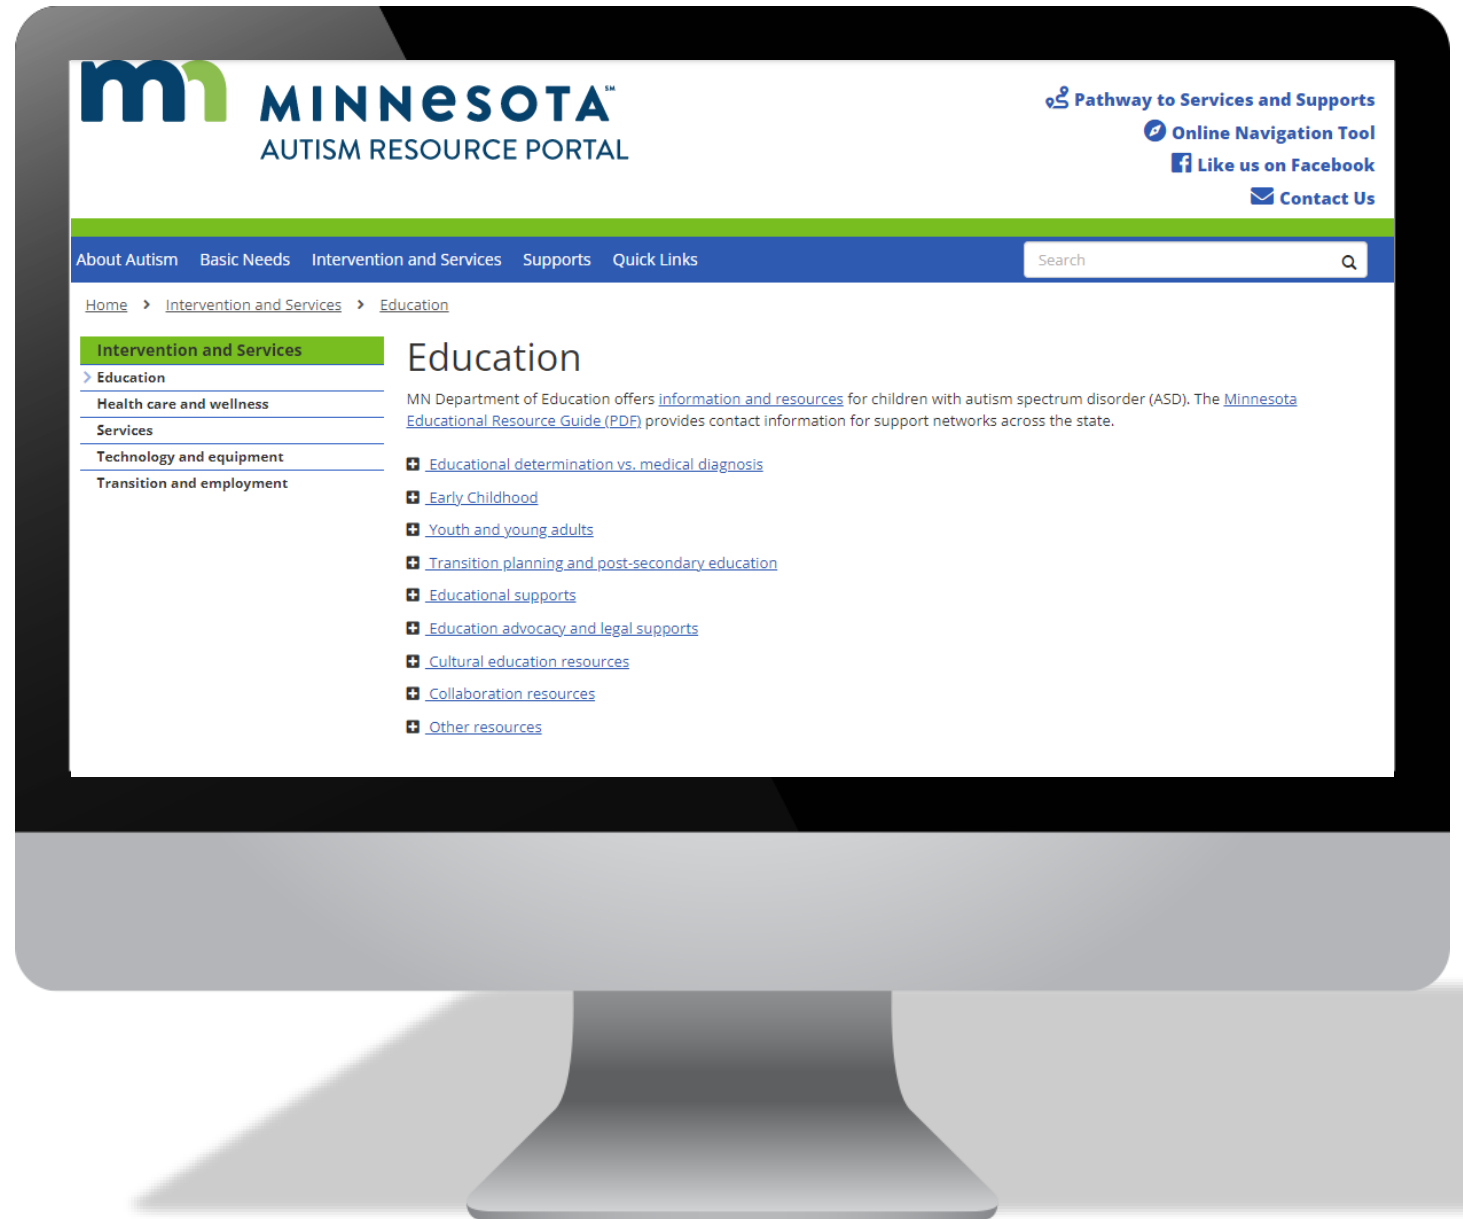 mn MINNESOTA℠
AUTISM RESOURCE PORTAL
Pathway to Services and Supports
Online Navigation Tool
Like us on Facebook
Contact Us
About Autism Basic Needs Intervention and Services Supports Quick Links Search
Home > Intervention and Services > Education
Intervention and Services
Education
Health care and wellness
Services
Technology and equipment
Transition and employment
Education
MN Department of Education offers information and resources for children with autism spectrum disorder (ASD). The Minnesota
Educational Resource Guide (PDF) provides contact information for support networks across the state.
Educational determination vs. medical diagnosis
Early Childhood
Youth and young adults
Transition planning and post-secondary education
Educational supports
Education advocacy and legal supports
Cultural education resources
Collaboration resources
Other resources